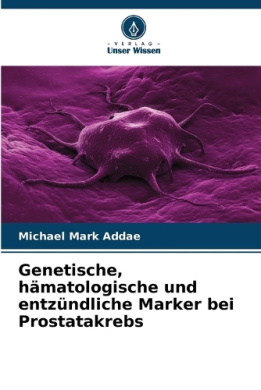 - VERLAG -
Unser Wissen
Michael Mark Addae
Genetische,
hämatologische und
entzündliche Marker bei
Prostatakrebs